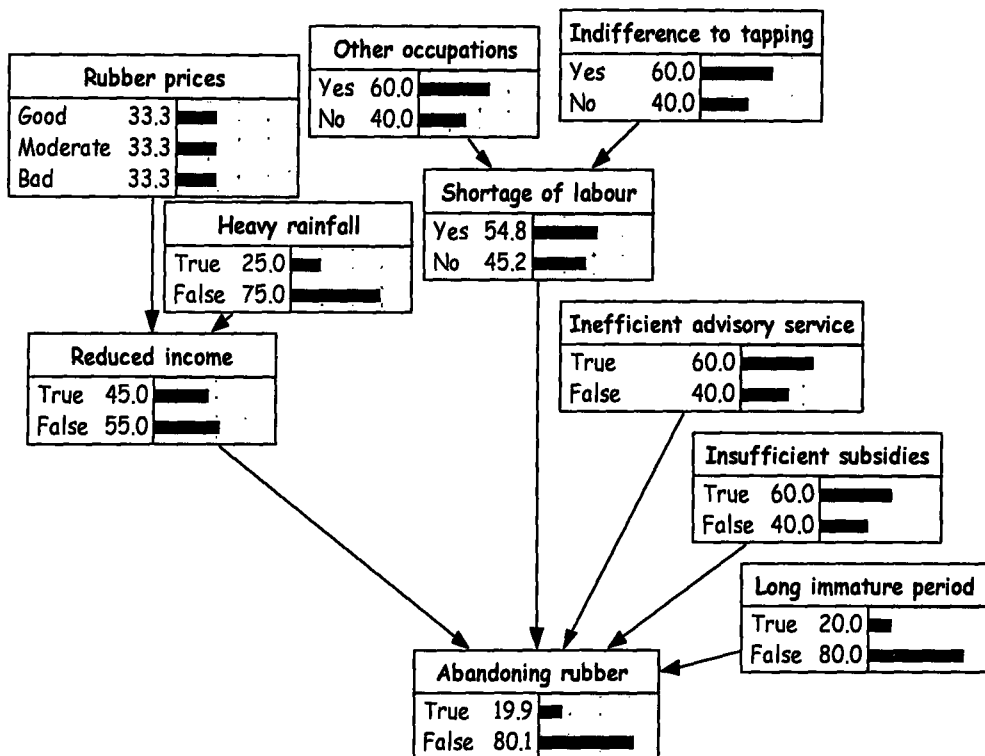 Other occupations
Yes 60.0
No 40.0
Indifference to tapping
Yes 60.0
No 40.0
Rubber prices
Good 33.3
Moderate 33.3
Bad 33.3
Shortage of labour
Yes 54.8
No 45.2
Heavy rainfall
True 25.0
False 75.0
Inefficient advisory service
True 60.0
False 40.0
Reduced income
True 45.0
False 55.0
Insufficient subsidies
True 60.0
False 40.0
Long immature period
True 20.0
False 80.0
Abandoning rubber
True 19.9
False 80.1